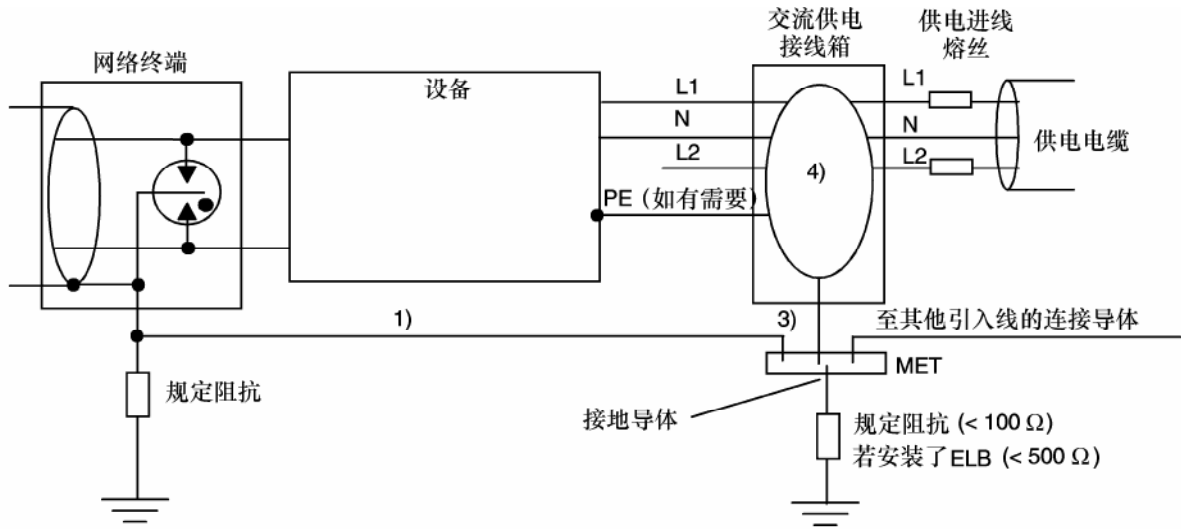 交流供电
接线箱
供电进线
熔丝
网络终端
设备
L1
L1
N
N
供电电缆
L2
L2
4)
PE（如有需要）
1)
3)
至其他引入线的连接导体
MET
规定阻抗
接地导体
规定阻抗 (< 100 Ω)
若安装了ELB (< 500 Ω)